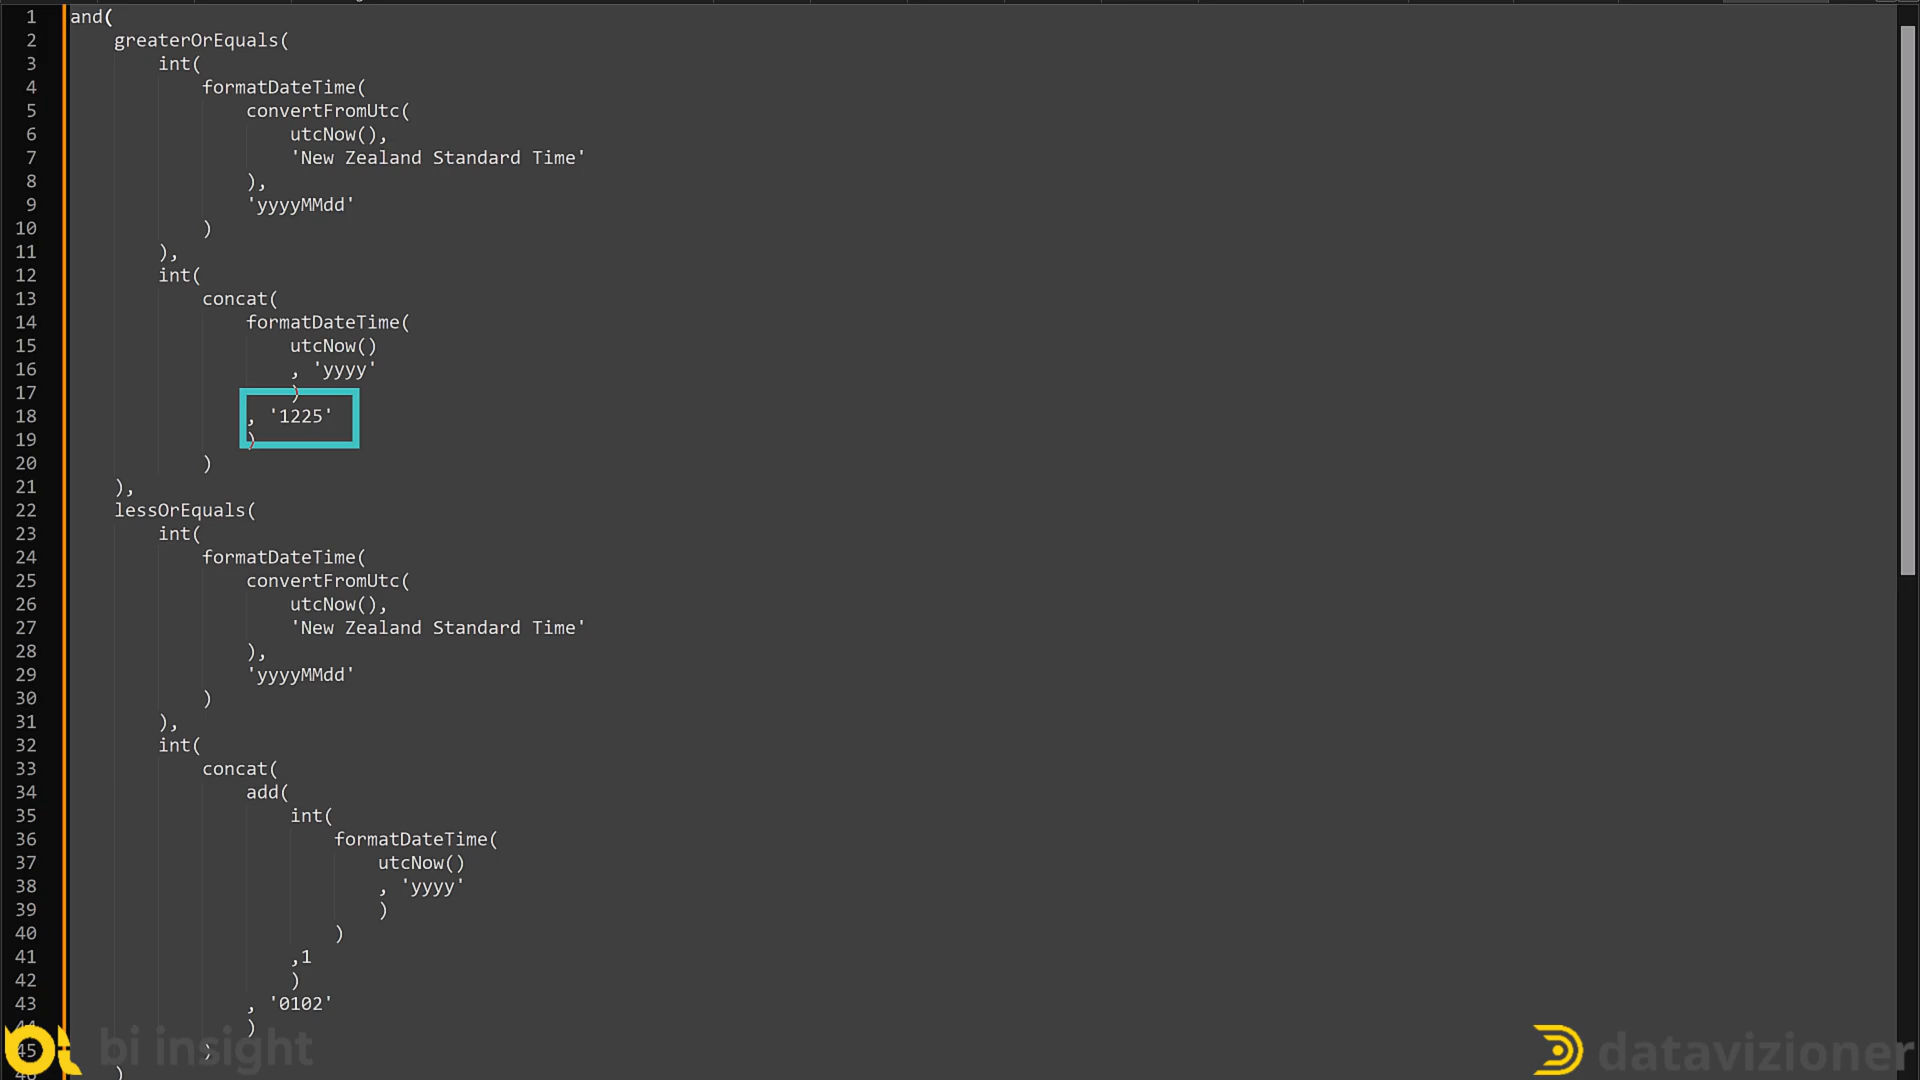 1 and(
2 greaterOrEquals(
3 int(
4 formatDateTime(
5 convertFromUtc(
6 utcNow(),
7 'New Zealand Standard Time'
8 ),
9 'yyyyMMdd'
10 )
11 ),
12 int(
13 concat(
14 formatDateTime(
15 utcNow()
16 , 'yyyy'
17 )
18 , '1225'
19 )
20 )
21 ),
22 lessOrEquals(
23 int(
24 formatDateTime(
25 convertFromUtc(
26 utcNow(),
27 'New Zealand Standard Time'
28 ),
29 'yyyyMMdd'
30 )
31 ),
32 int(
33 concat(
34 add(
35 int(
36 formatDateTime(
37 utcNow()
38 , 'yyyy'
39 )
40 )
41 ,1
42 )
43 , '0102'
44 )
45 )
46 )
bi insight
datavizioner